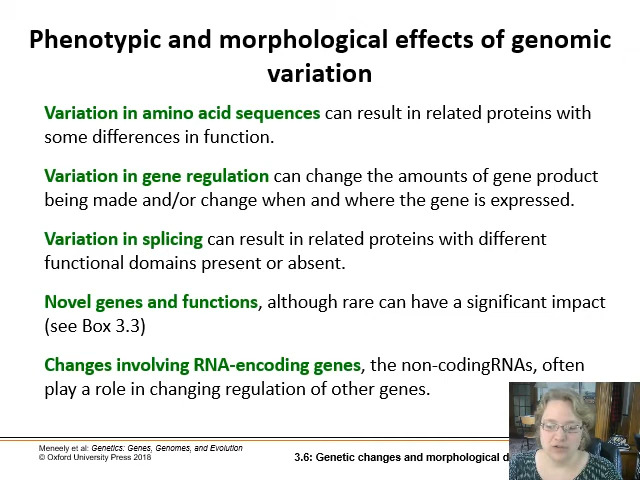 Phenotypic and morphological effects of genomic
variation
Variation in amino acid sequences can result in related proteins with
some differences in function.
Variation in gene regulation can change the amounts of gene product
being made and/or change when and where the gene is expressed.
Variation in splicing can result in related proteins with different
functional domains present or absent.
Novel genes and functions, although rare can have a significant impact
(see Box 3.3)
Changes involving RNA-encoding genes, the non-codingRNAs, often
play a role in changing regulation of other genes.
Meneely et al: Genetics: Genes, Genomes, and Evolution
© Oxford University Press 2018
3.6: Genetic changes and morphological